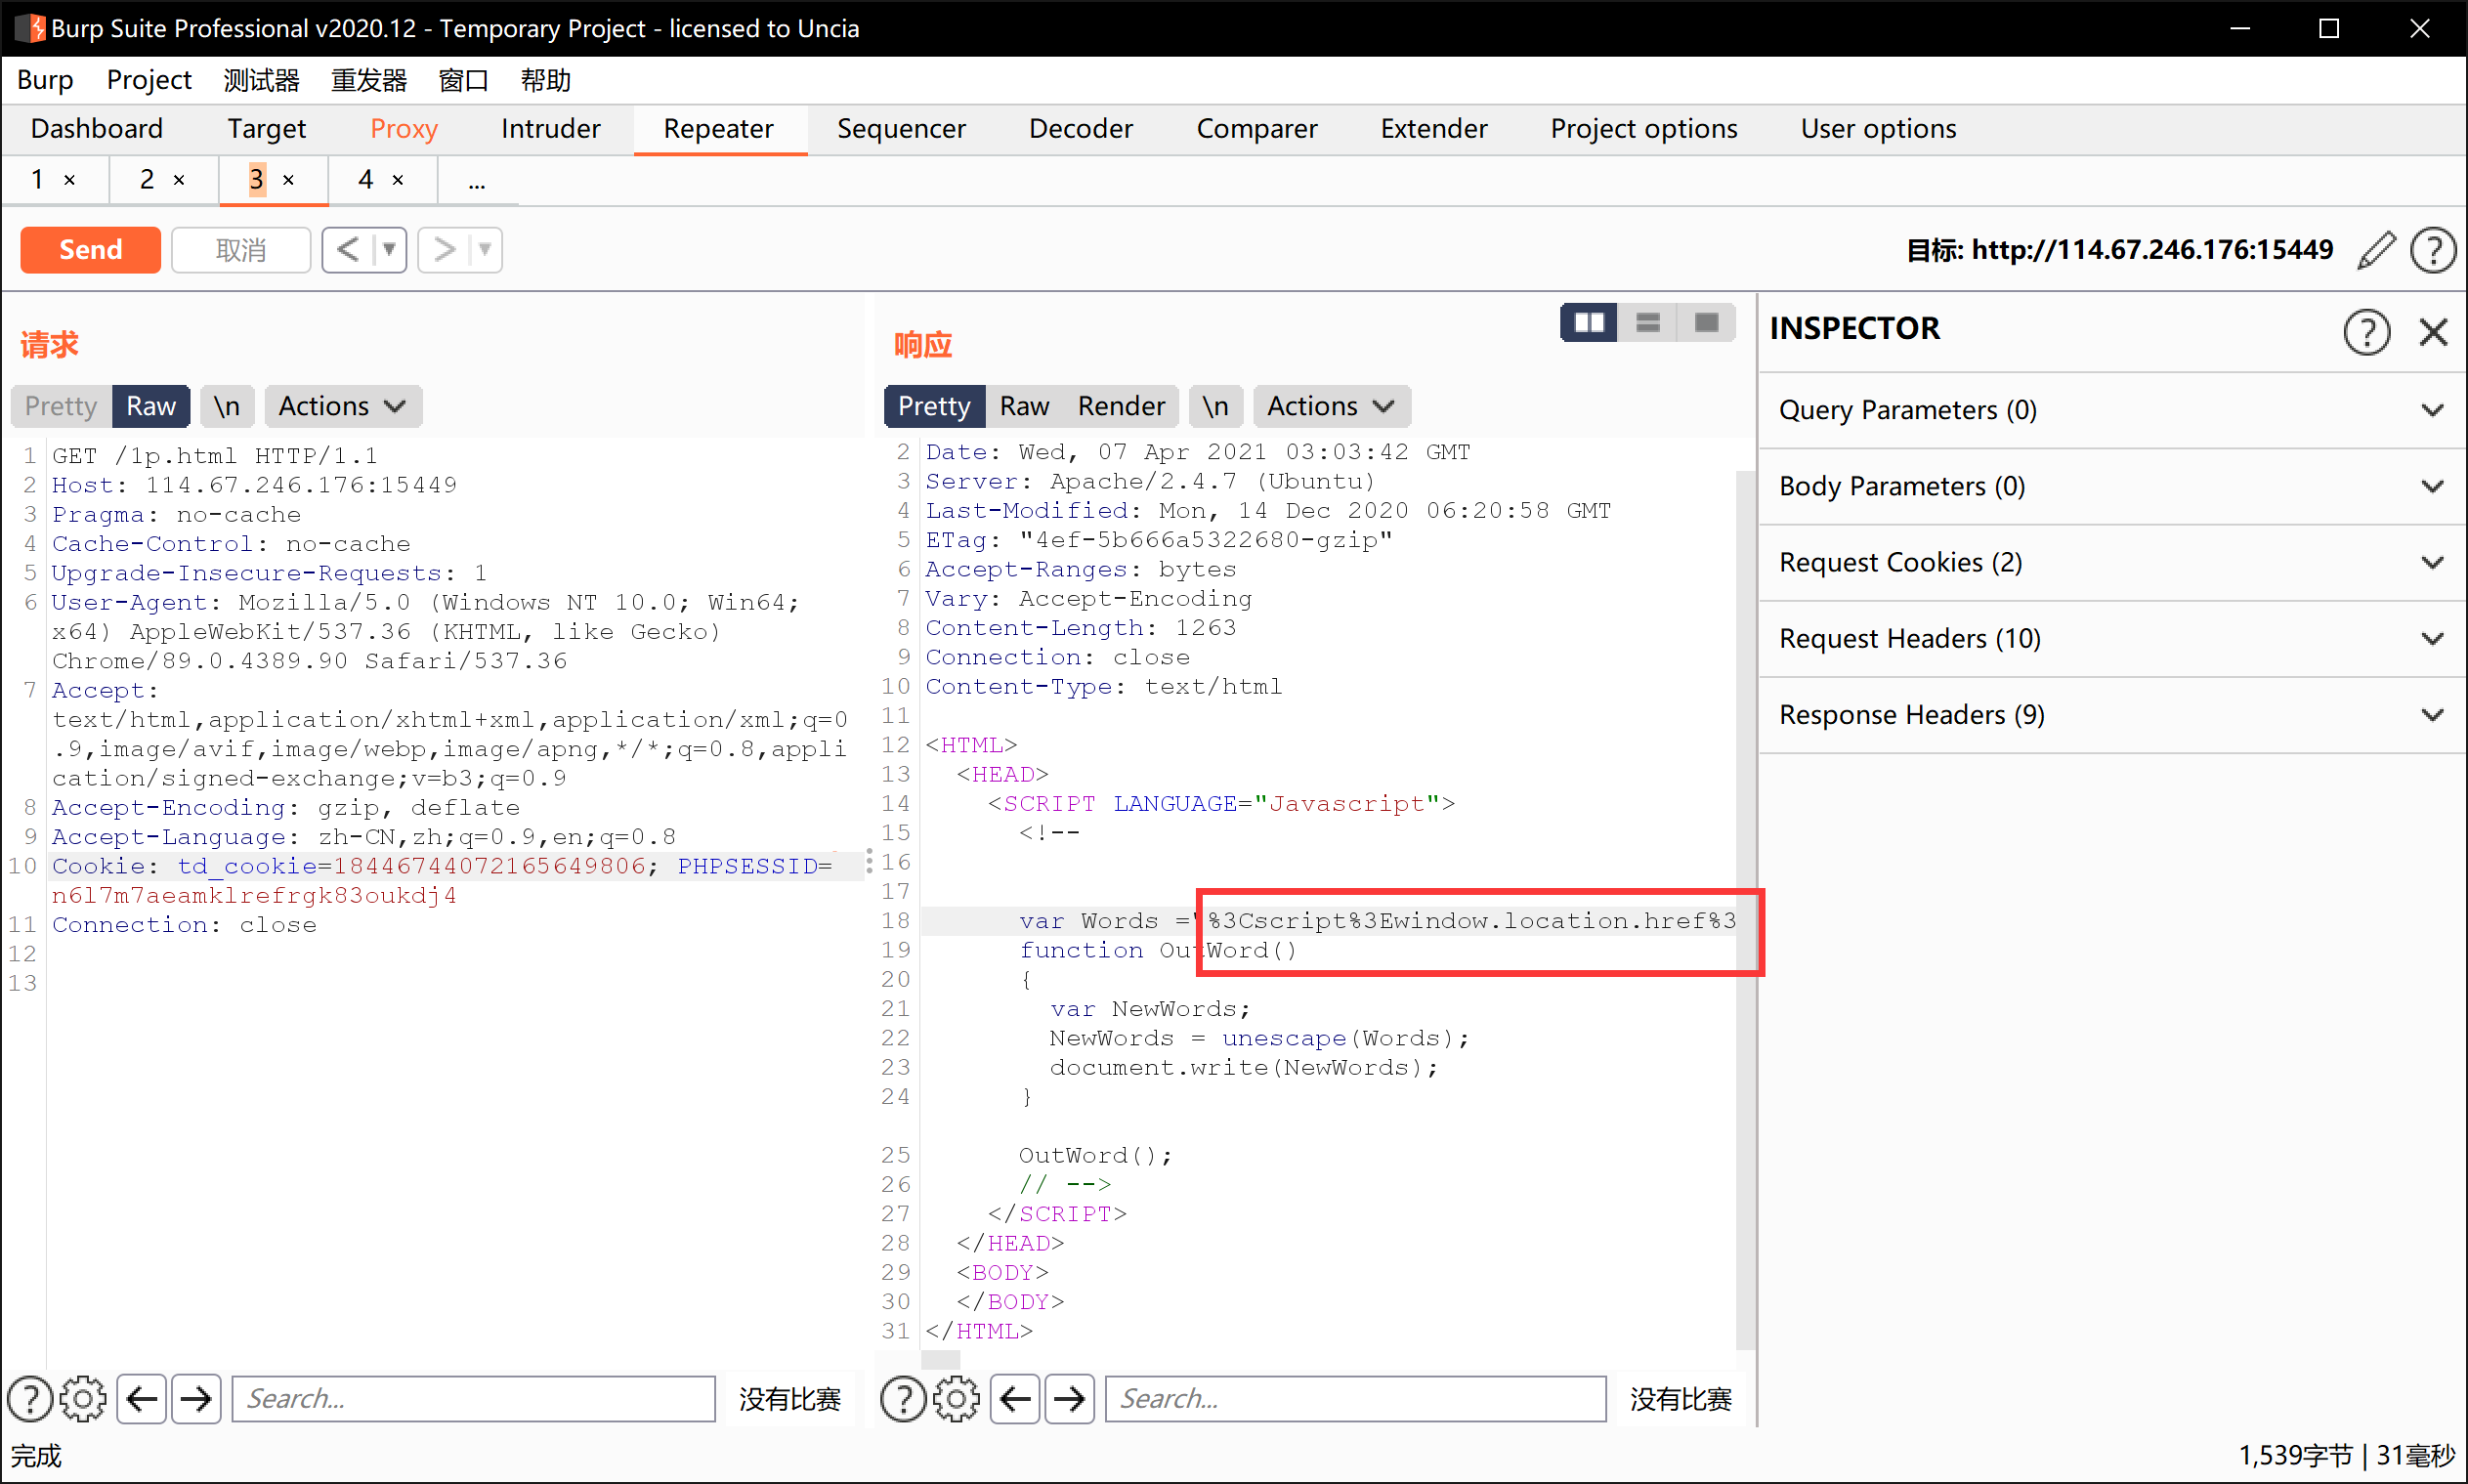 Burp Suite Professional v2020.12 - Temporary Project - licensed to Uncia
Burp Project 测试器 重发器 窗口 帮助
Dashboard Target Proxy Intruder Repeater Sequencer Decoder Comparer Extender Project options User options
1 × 2 × 3 × 4 × ...
Send 取消 < ▼ > ▼ 目标: http://114.67.246.176:15449 ?
请求
Pretty Raw \n Actions
1 GET /1p.html HTTP/1.1
2 Host: 114.67.246.176:15449
3 Pragma: no-cache
4 Cache-Control: no-cache
5 Upgrade-Insecure-Requests: 1
6 User-Agent: Mozilla/5.0 (Windows NT 10.0; Win64;
x64) AppleWebKit/537.36 (KHTML, like Gecko)
Chrome/89.0.4389.90 Safari/537.36
7 Accept:
text/html,application/xhtml+xml,application/xml;q=0
.9,image/avif,image/webp,image/apng,*/*;q=0.8,appli
cation/signed-exchange;v=b3;q=0.9
8 Accept-Encoding: gzip, deflate
9 Accept-Language: zh-CN,zh;q=0.9,en;q=0.8
10 Cookie: td_cookie=18446744072165649806; PHPSESSID=
n6l7m7aeamklrefrgk83oukdj4
11 Connection: close
12
13
? Search... 没有比赛
响应
Pretty Raw Render \n Actions
2 Date: Wed, 07 Apr 2021 03:03:42 GMT
3 Server: Apache/2.4.7 (Ubuntu)
4 Last-Modified: Mon, 14 Dec 2020 06:20:58 GMT
5 ETag: "4ef-5b666a5322680-gzip"
6 Accept-Ranges: bytes
7 Vary: Accept-Encoding
8 Content-Length: 1263
9 Connection: close
10 Content-Type: text/html
11
12 <HTML>
13 <HEAD>
14 <SCRIPT LANGUAGE="Javascript">
15 <!--
16
17
18 var Words ="%3Cscript%3Ewindow.location.href%3
19 function OutWord()
20 {
21 var NewWords;
22 NewWords = unescape(Words);
23 document.write(NewWords);
24 }
25 OutWord();
26 // -->
27 </SCRIPT>
28 </HEAD>
29 <BODY>
30 </BODY>
31 </HTML>
? Search... 没有比赛
INSPECTOR ?
Query Parameters (0)
Body Parameters (0)
Request Cookies (2)
Request Headers (10)
Response Headers (9)
完成 1,539字节 | 31毫秒